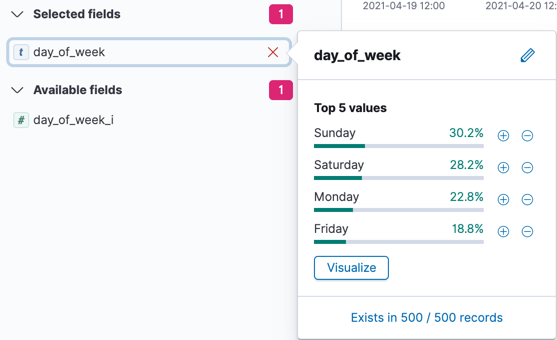 Selected fields 1
2021-04-19 12:00 2021-04-20 12:
t day_of_week
Available fields 1
# day_of_week_i
day_of_week
Top 5 values
Sunday 30.2%
Saturday 28.2%
Monday 22.8%
Friday 18.8%
Visualize
Exists in 500 / 500 records